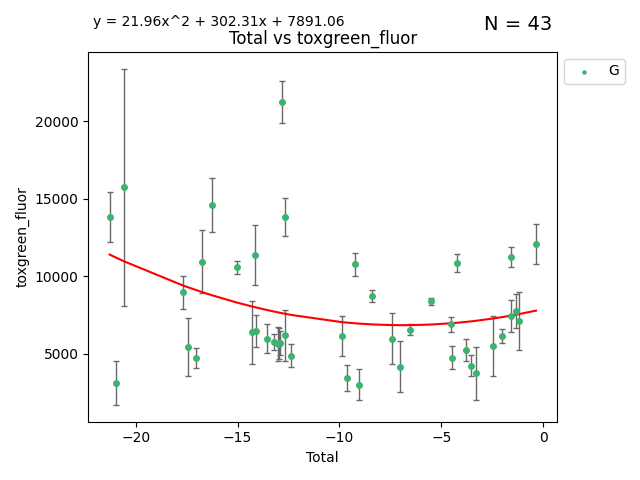 y = 21.96x^2 + 302.31x + 7891.06
N = 43
Total vs toxgreen_fluor
G
20000
15000
10000
5000
toxgreen_fluor
−20 −15 −10 −5 0
Total